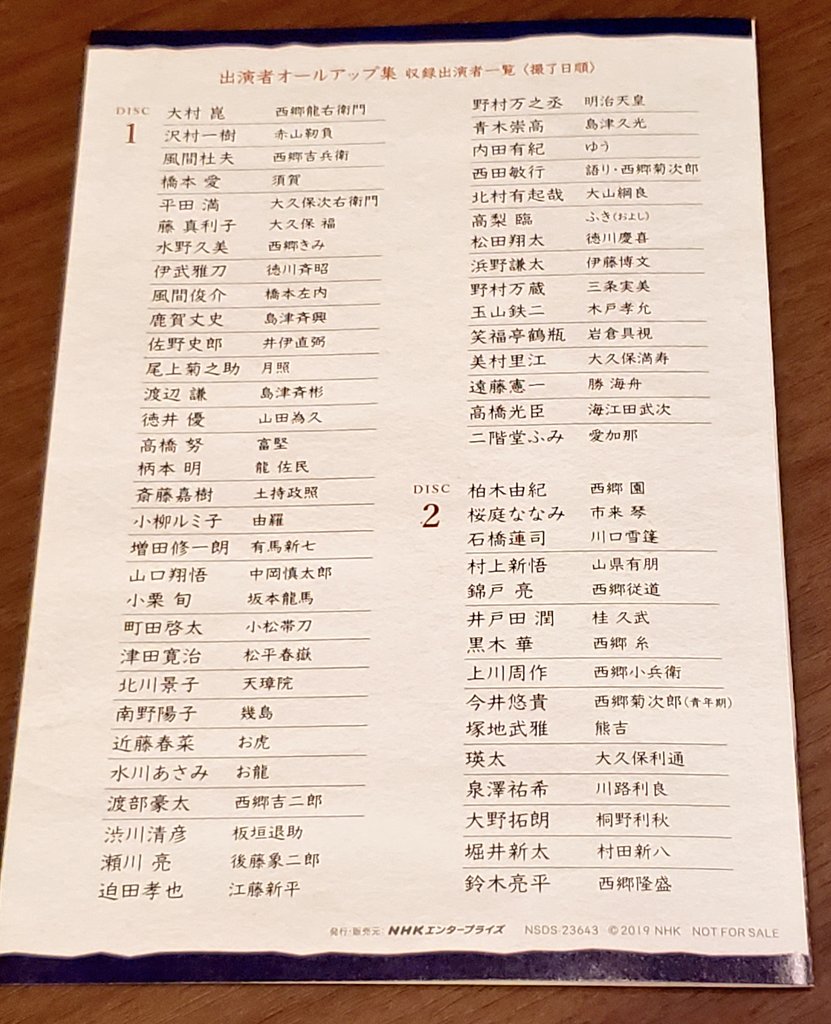 出演者オールアップ集 収録出演者一覧〈撮了日順〉
DISC 1
大村 崑 西郷龍右衛門
沢村一樹 赤山靭負
風間杜夫 西郷吉兵衛
橋本 愛 須賀
平田 満 大久保次右衛門
藤 真利子 大久保 福
水野久美 西郷きみ
伊武雅刀 徳川斉昭
風間俊介 橋本左内
鹿賀丈史 島津斉興
佐野史郎 井伊直弼
尾上菊之助 月照
渡辺 謙 島津斉彬
徳井 優 山田為久
高橋 努 富堅
柄本 明 龍 佐民
斎藤嘉樹 土持政照
小柳ルミ子 由羅
増田修一朗 有馬新七
山口翔悟 中岡慎太郎
小栗 旬 坂本龍馬
町田啓太 小松帯刀
津田寛治 松平春嶽
北川景子 天璋院
南野陽子 幾島
近藤春菜 お虎
水川あさみ お龍
渡部豪太 西郷吉二郎
渋川清彦 板垣退助
瀬川 亮 後藤象二郎
迫田孝也 江藤新平
野村万之丞 明治天皇
青木崇高 島津久光
内田有紀 ゆう
西田敏行 語り・西郷菊次郎
北村有起哉 大山綱良
高梨 臨 ふき(およし)
松田翔太 徳川慶喜
浜野謙太 伊藤博文
野村万蔵 三条実美
玉山鉄二 木戸孝允
笑福亭鶴瓶 岩倉具視
美村里江 大久保満寿
遠藤憲一 勝 海舟
高橋光臣 海江田武次
二階堂ふみ 愛加那
DISC 2
柏木由紀 西郷 園
桜庭ななみ 市来 琴
石橋蓮司 川口雪篷
村上新悟 山県有朋
錦戸 亮 西郷従道
井戸田 潤 桂 久武
黒木 華 西郷 糸
上川周作 西郷小兵衛
今井悠貴 西郷菊次郎(青年期)
塚地武雅 熊吉
瑛太 大久保利通
泉澤祐希 川路利良
大野拓朗 桐野利秋
堀井新太 村田新八
鈴木亮平 西郷隆盛
発行・販売元: NHKエンタープライズ NSDS-23643 ©2019 NHK NOT FOR SALE